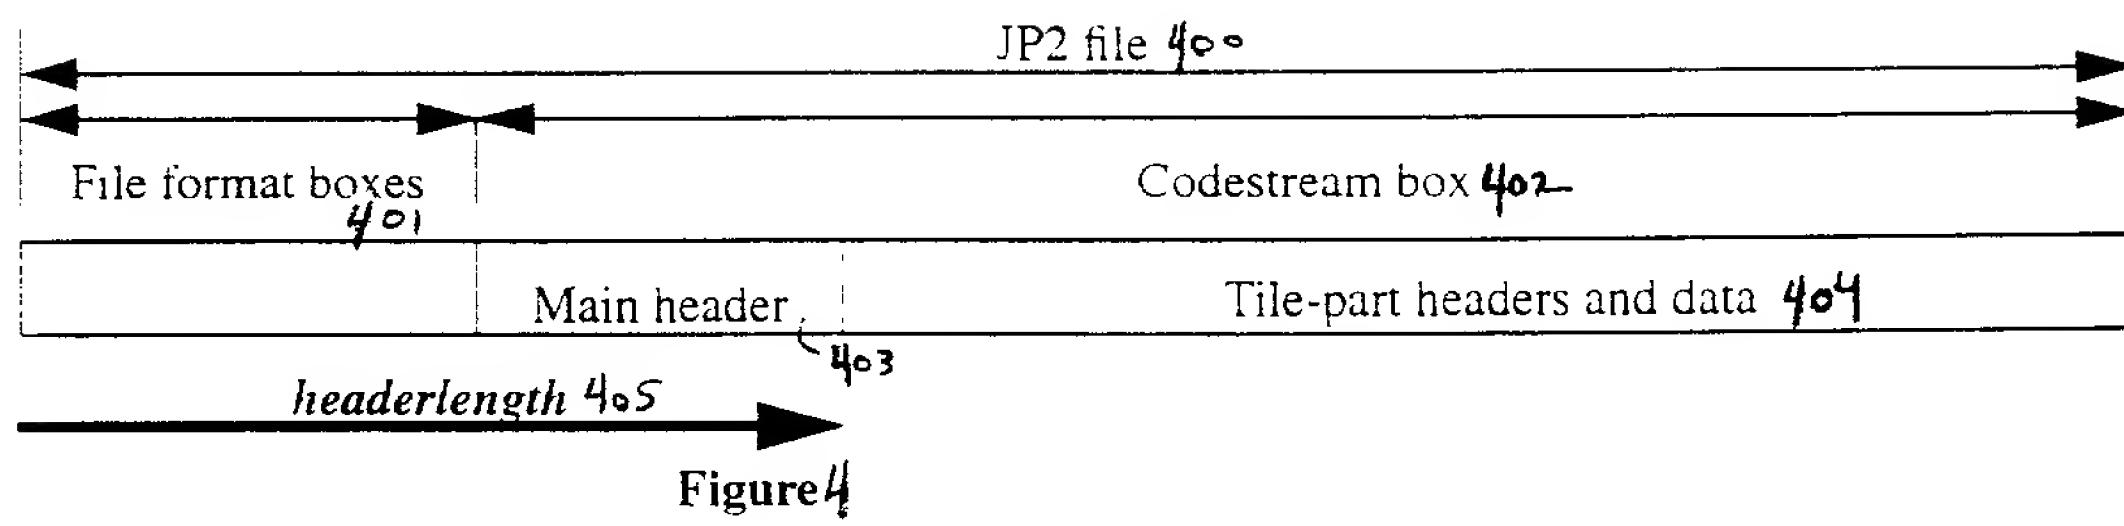 JP2 file 400
File format boxes Codestream box 402
401
Main header Tile-part headers and data 404
403
headerlength 405
Figure 4